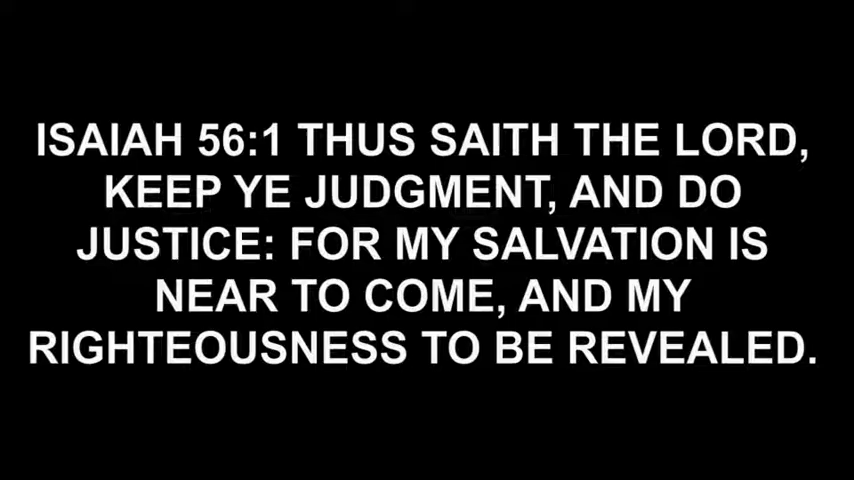 ISAIAH 56:1 THUS SAITH THE LORD,
KEEP YE JUDGMENT, AND DO
JUSTICE: FOR MY SALVATION IS
NEAR TO COME, AND MY
RIGHTEOUSNESS TO BE REVEALED.